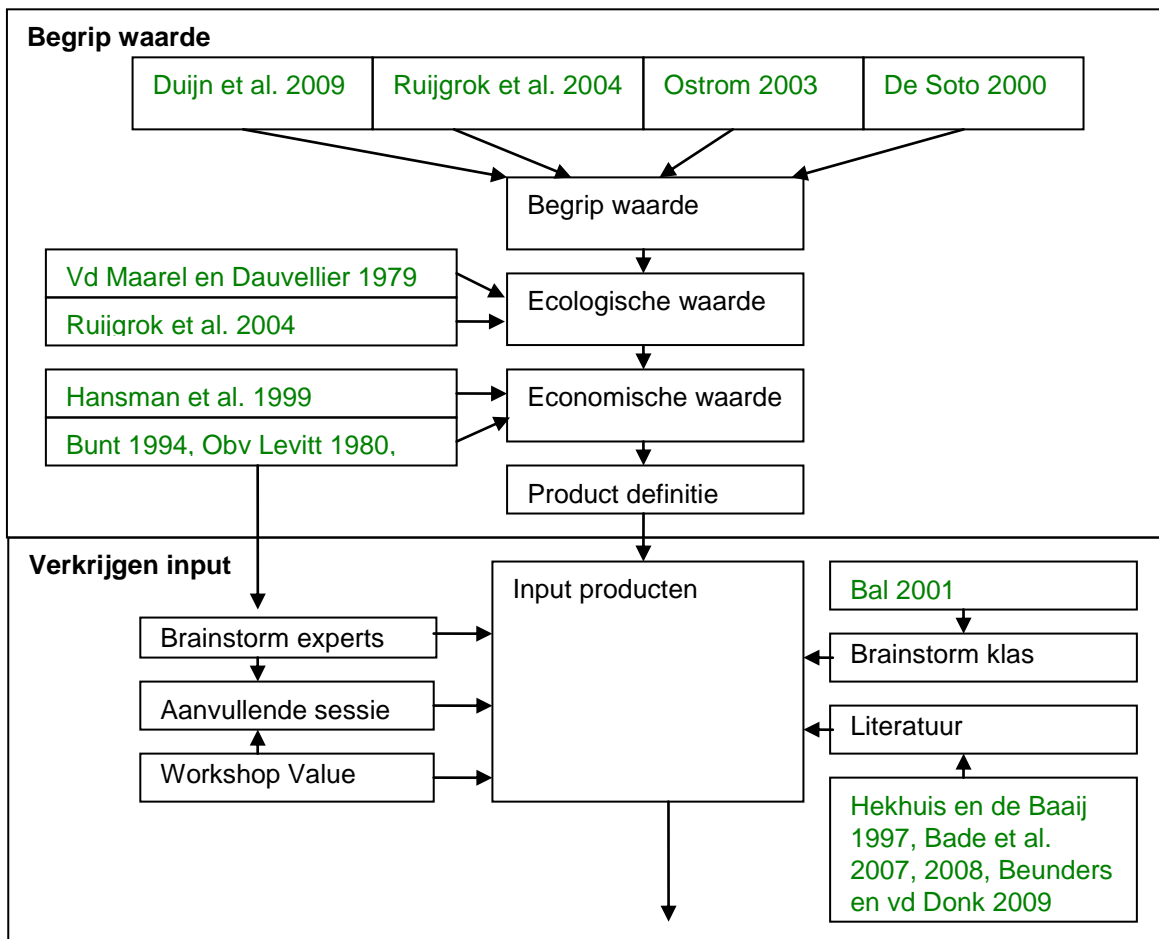 Begrip waarde
Duijn et al. 2009
Ruijgrok et al. 2004
Ostrom 2003
De Soto 2000
Begrip waarde
Vd Maarel en Dauvellier 1979
Ruijgrok et al. 2004
Ecologische waarde
Hansman et al. 1999
Bunt 1994, Obv Levitt 1980,
Economische waarde
Product definitie
Verkrijgen input
Input producten
Brainstorm experts
Aanvullende sessie
Workshop Value
Bal 2001
Brainstorm klas
Literatuur
Hekhuis en de Baaij
1997, Bade et al.
2007, 2008, Beunders
en vd Donk 2009